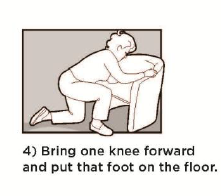 4) Bring one knee forward
and put that foot on the floor.